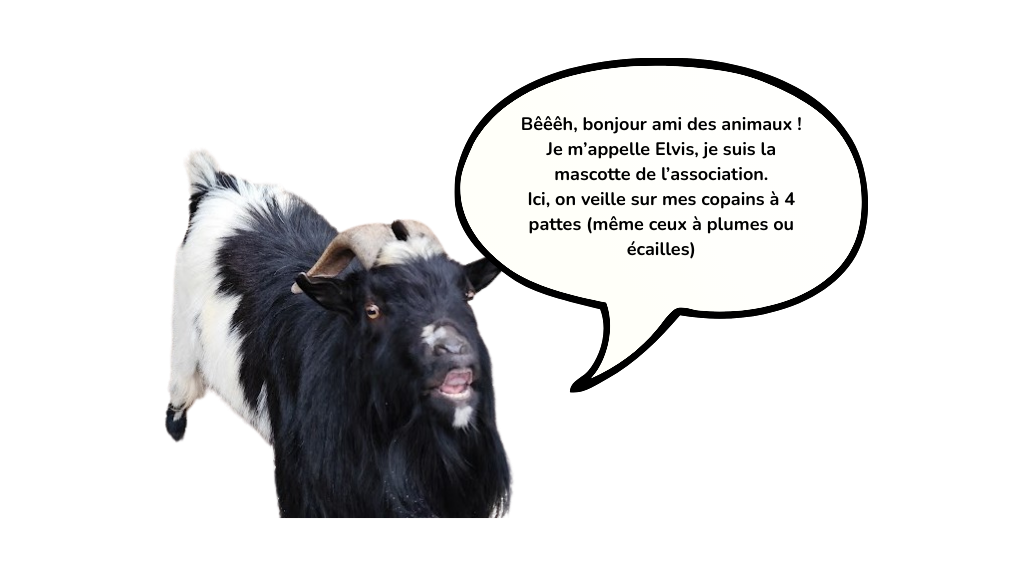 Bêêêh, bonjour ami des animaux !
Je m’appelle Elvis, je suis la
mascotte de l’association.
Ici, on veille sur mes copains à 4
pattes (même ceux à plumes ou
écailles)